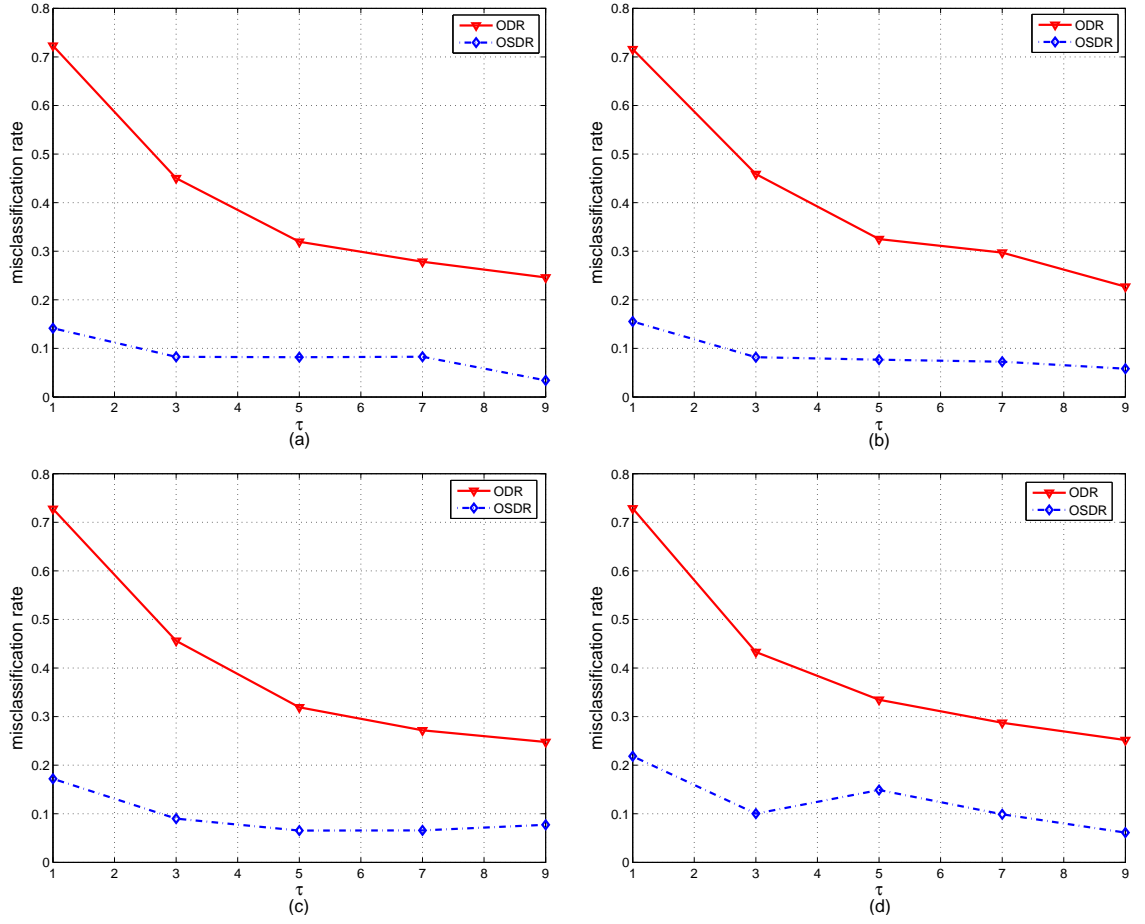 0.8
0.7
0.6
0.5
0.4
0.3
0.2
0.1
0
misclassification rate
ODR
OSDR
1 2 3 4 5 6 7 8 9
τ
(a)
0.8
0.7
0.6
0.5
0.4
0.3
0.2
0.1
0
misclassification rate
ODR
OSDR
1 2 3 4 5 6 7 8 9
τ
(b)
0.8
0.7
0.6
0.5
0.4
0.3
0.2
0.1
0
misclassification rate
ODR
OSDR
1 2 3 4 5 6 7 8 9
τ
(c)
0.8
0.7
0.6
0.5
0.4
0.3
0.2
0.1
0
misclassification rate
ODR
OSDR
1 2 3 4 5 6 7 8 9
τ
(d)